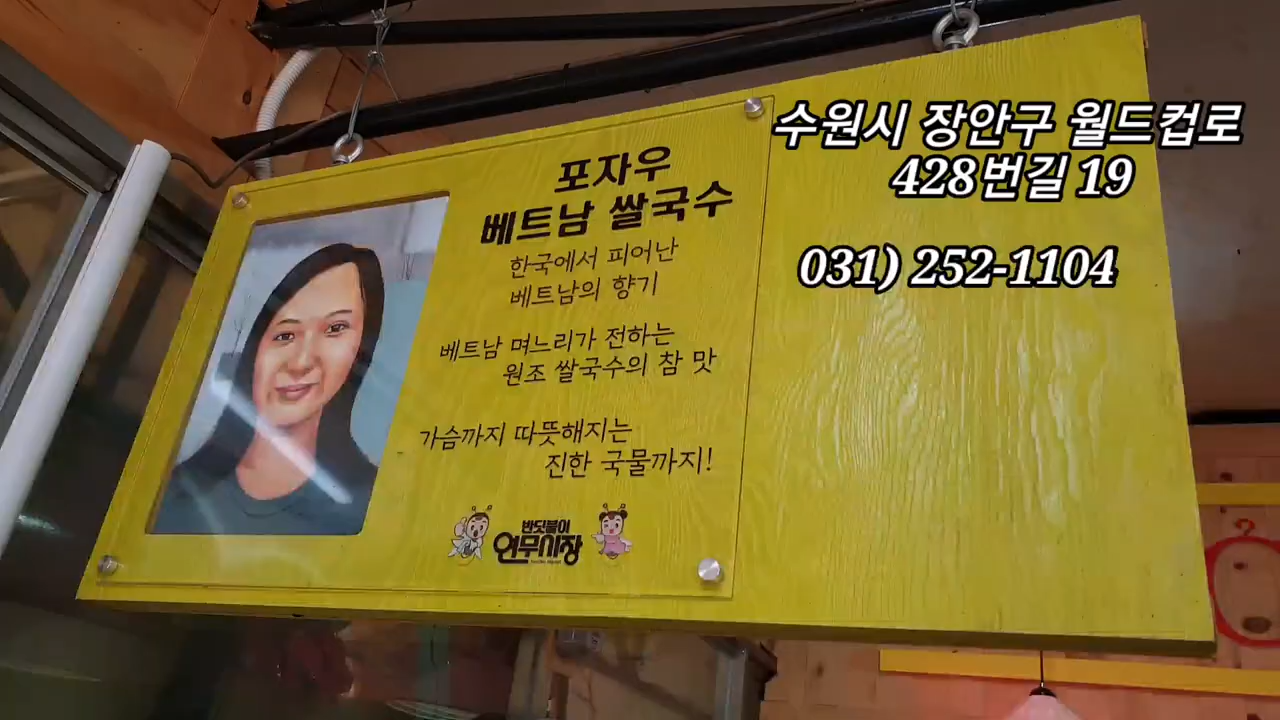 포자우
베트남 쌀국수
한국에서 피어난
베트남의 향기
베트남 며느리가 전하는
원조 쌀국수의 참 맛
가슴까지 따뜻해지는
진한 국물까지!
반딧불이
연무시장
수원시 장안구 월드컵로
428번길 19
031) 252-1104